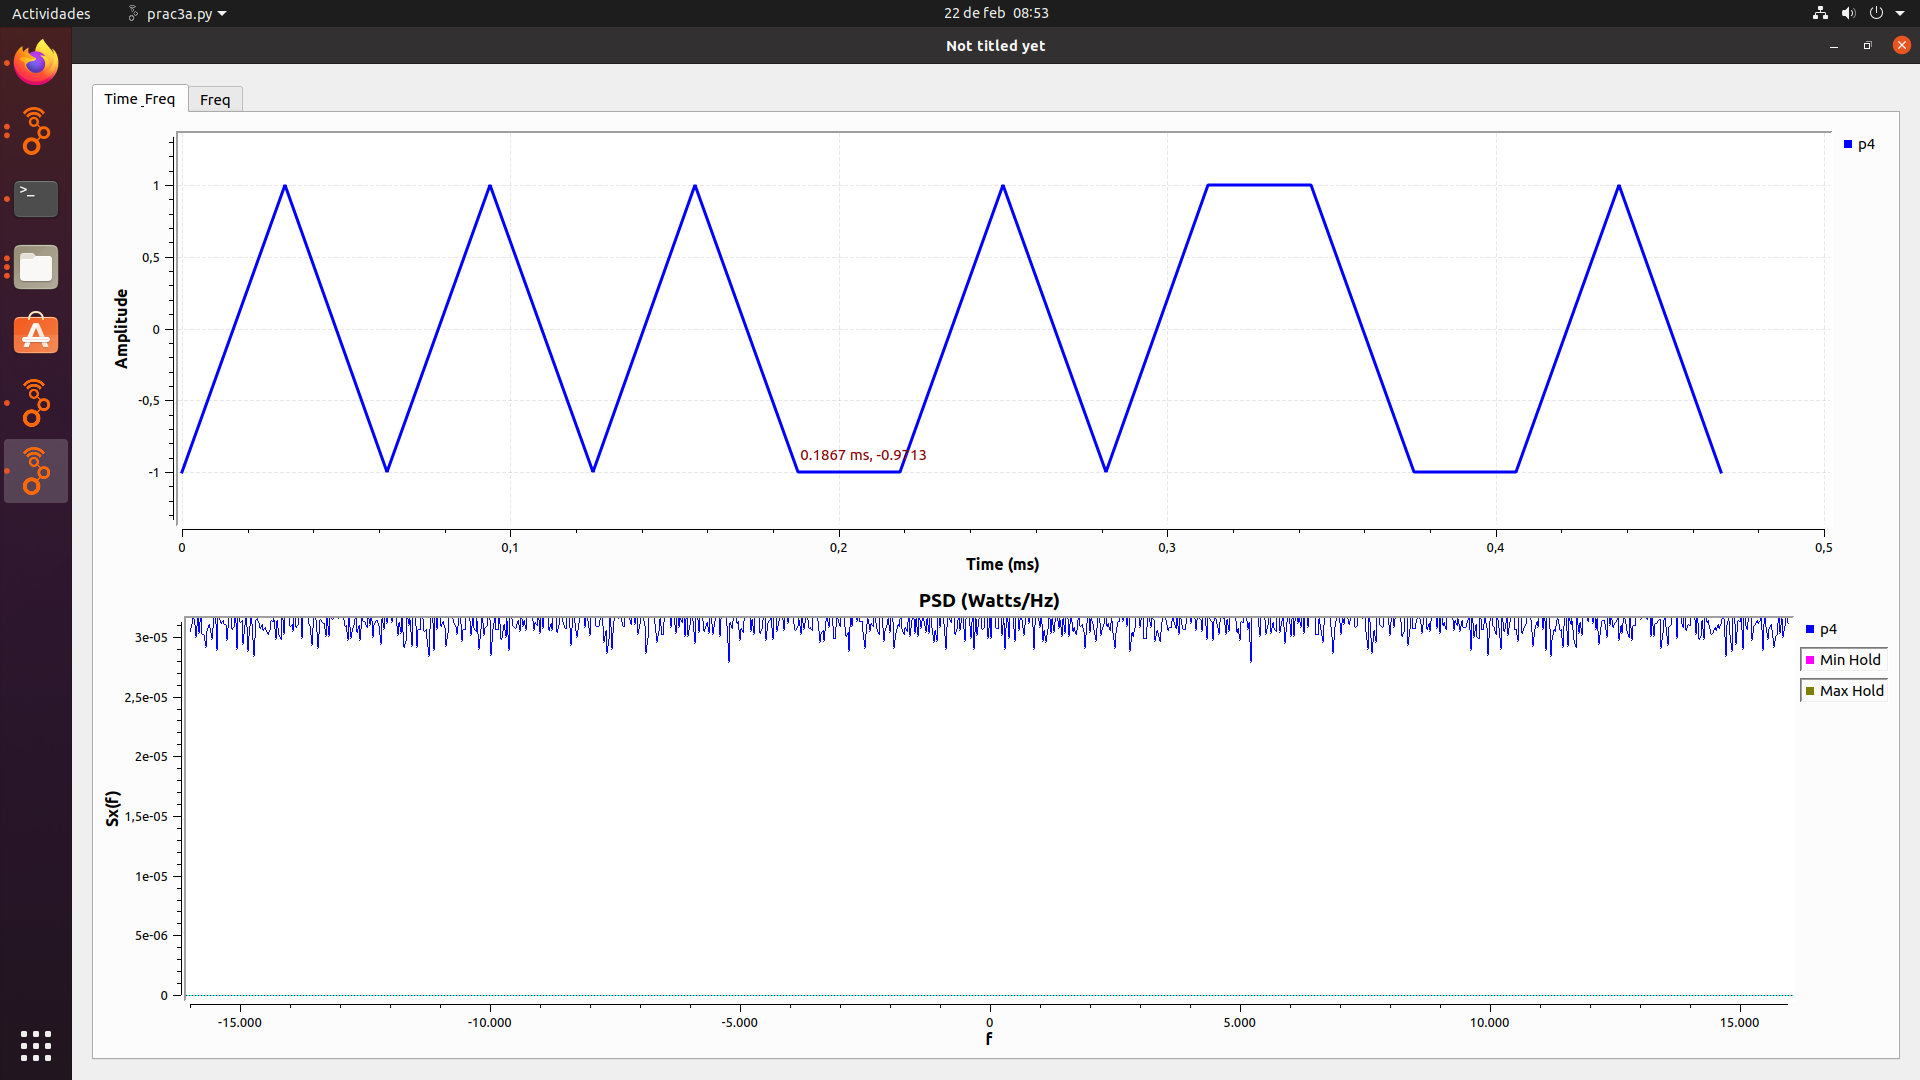 Actividades prac3a.py 22 de feb 08:53
Not titled yet
Time_Freq Freq
p4
1
0,5
0
-0,5
-1
Amplitude
0.1867 ms, -0.9713
0 0,1 0,2 0,3 0,4 0,5
Time (ms)
PSD (Watts/Hz)
p4
Min Hold
Max Hold
3e-05
2,5e-05
2e-05
1,5e-05
1e-05
5e-06
0
Sx(f)
-15.000 -10.000 -5.000 0 5.000 10.000 15.000
f